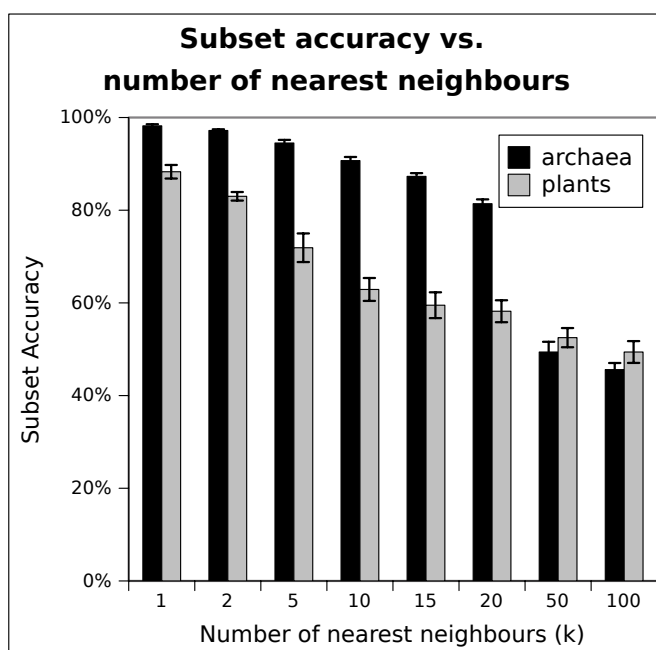 Subset accuracy vs.
number of nearest neighbours
100%
80%
60%
40%
20%
0%
Subset Accuracy
archaea
plants
1 2 5 10 15 20 50 100
Number of nearest neighbours (k)